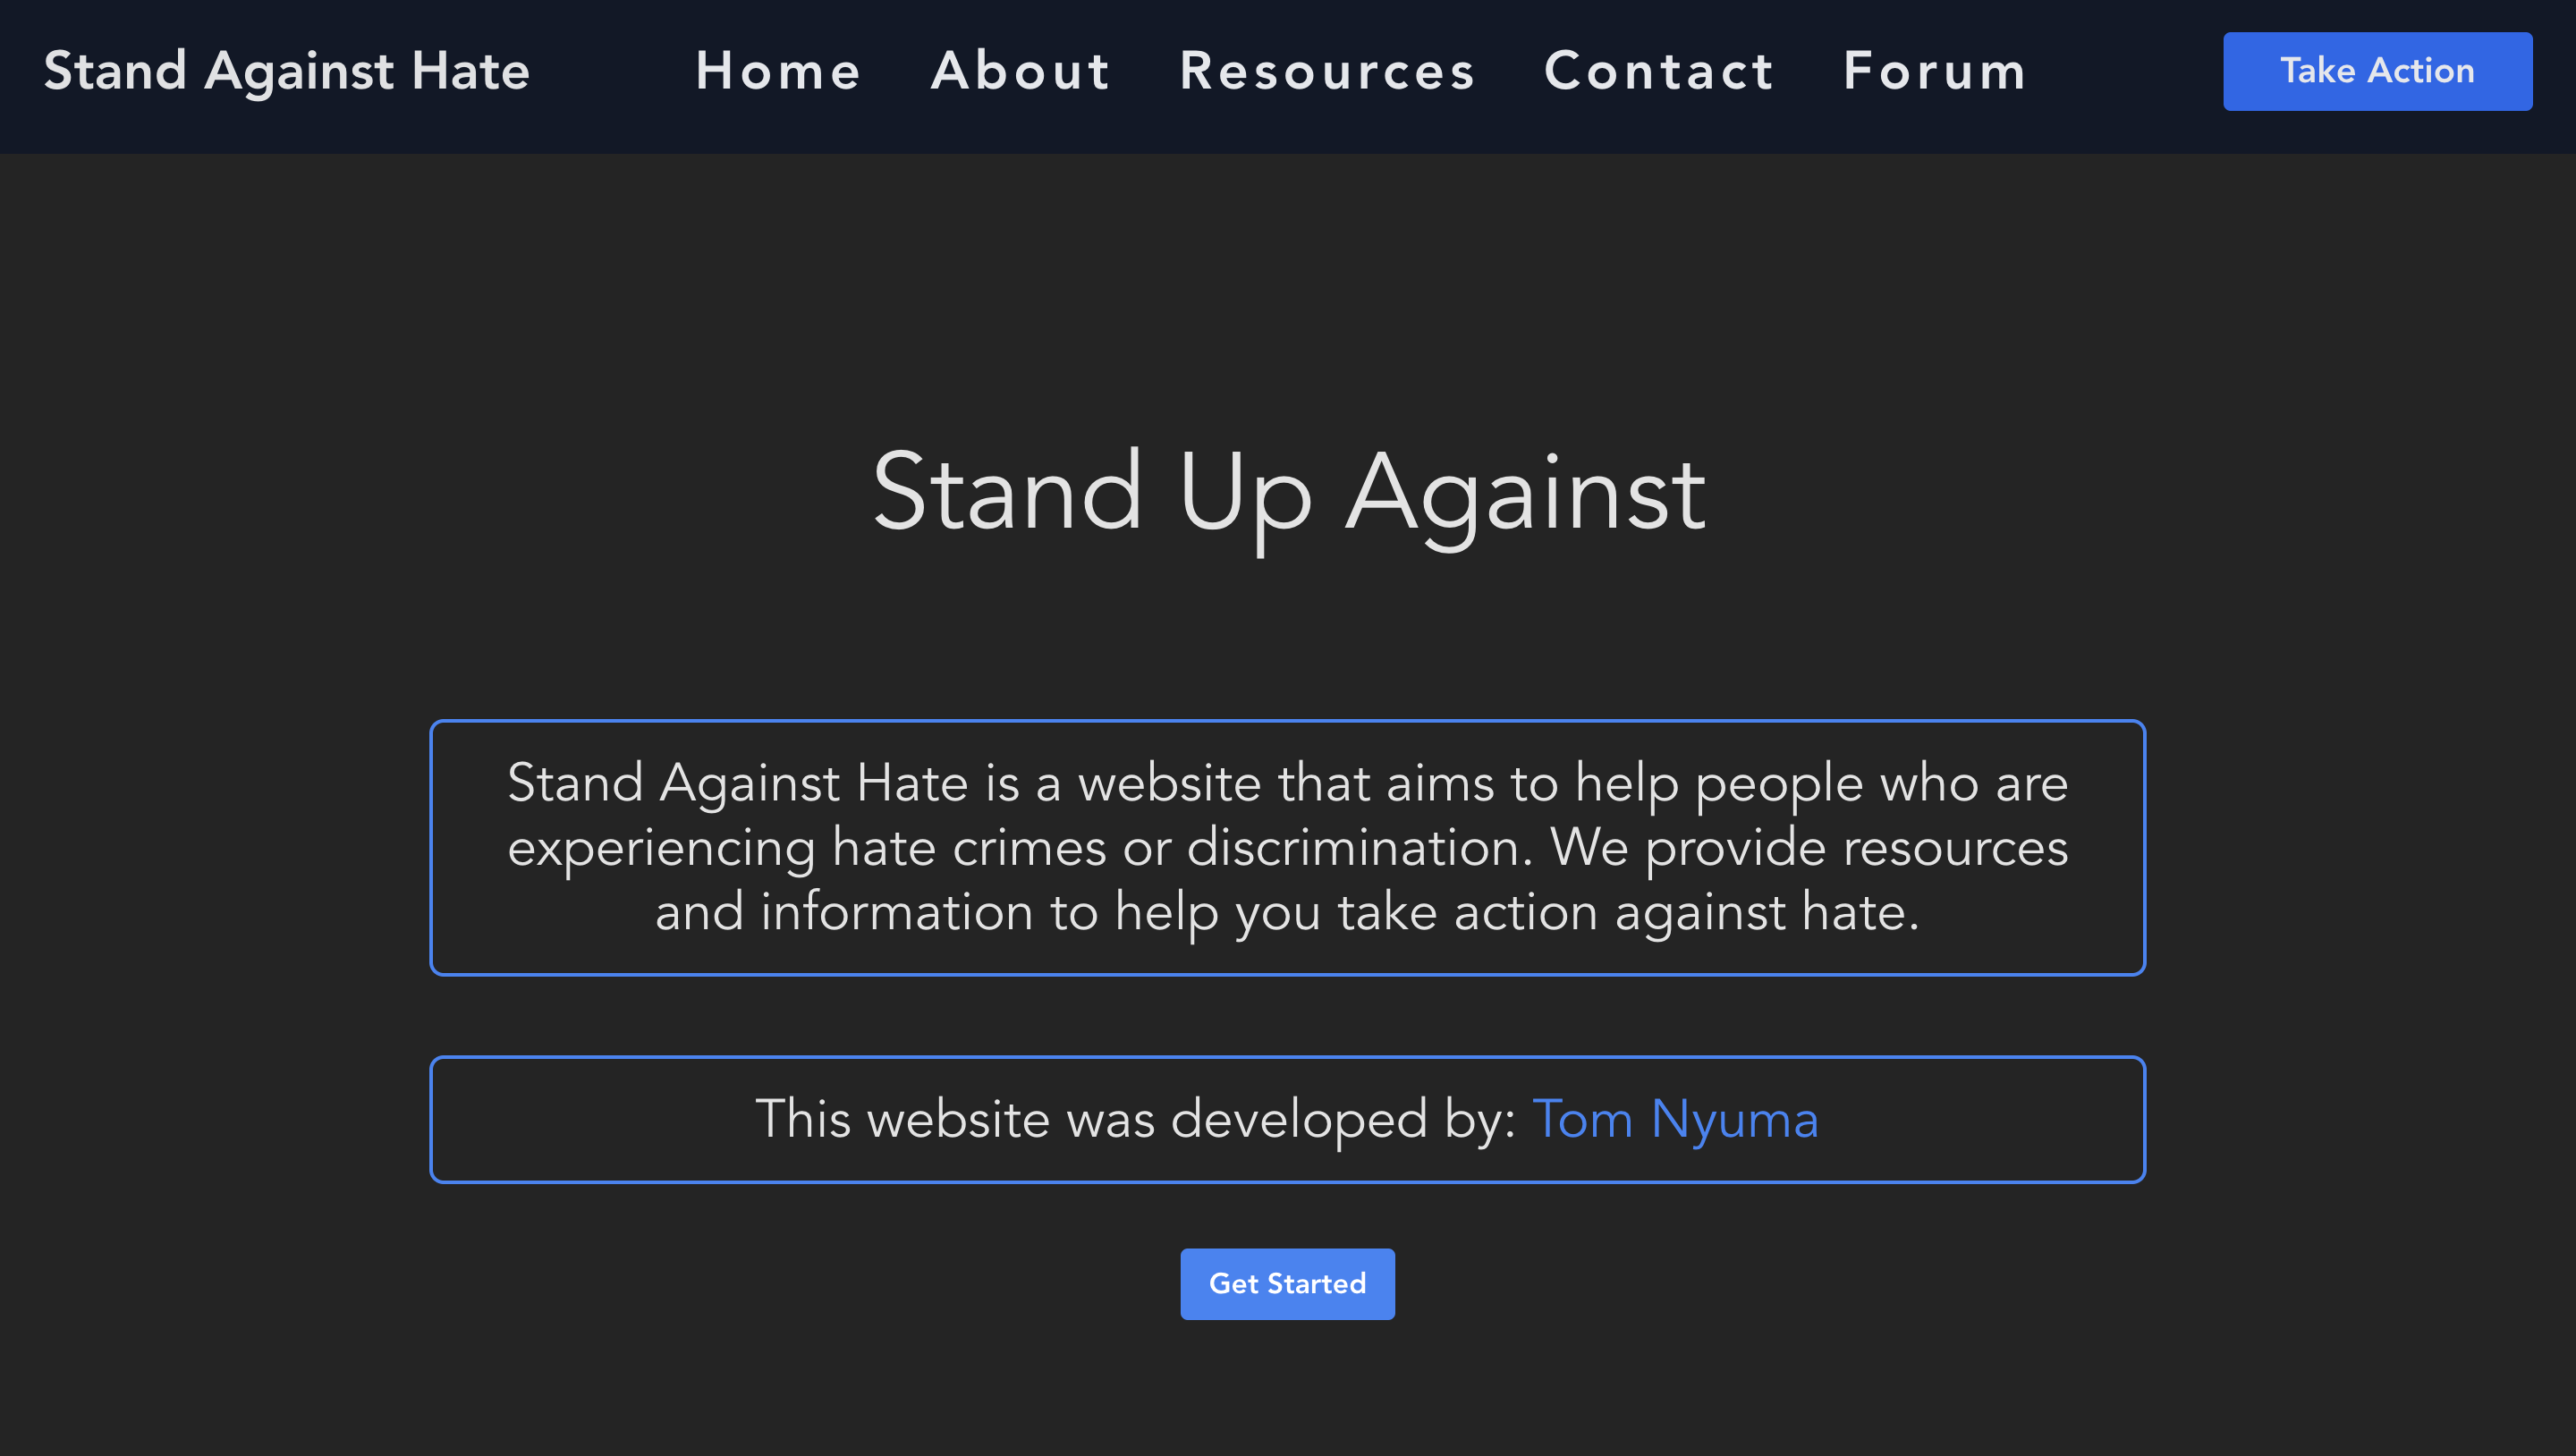 Stand Against Hate Home About Resources Contact Forum Take Action
Stand Up Against
Stand Against Hate is a website that aims to help people who are
experiencing hate crimes or discrimination. We provide resources
and information to help you take action against hate.
This website was developed by: Tom Nyuma
Get Started